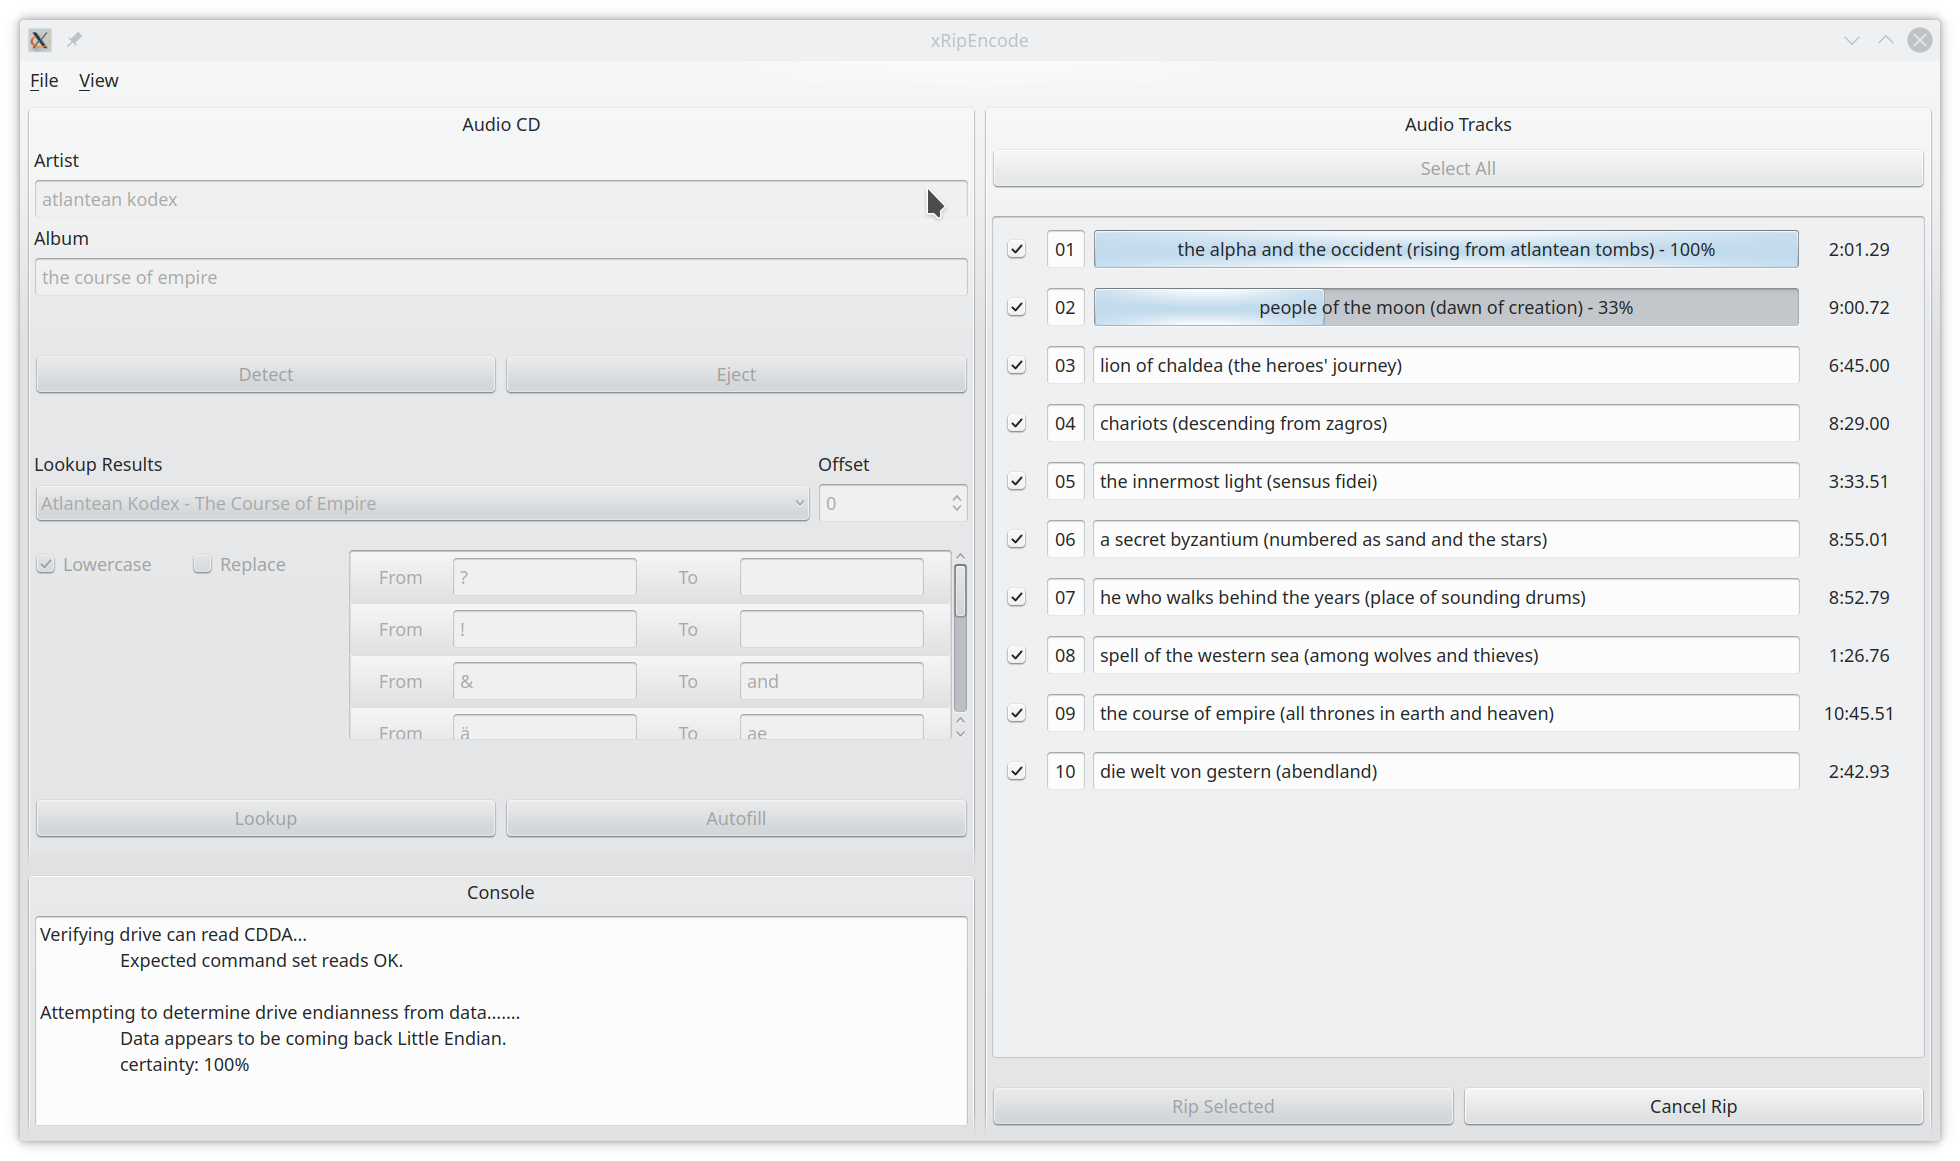 xRipEncode
File View
Audio CD
Artist
atlantean kodex
Album
the course of empire
Detect Eject
Lookup Results Offset
Atlantean Kodex - The Course of Empire 0
Lowercase Replace
From ? To
From ! To
From & To and
From ä To ae
Lookup Autofill
Console
Verifying drive can read CDDA...
Expected command set reads OK.
Attempting to determine drive endianness from data.......
Data appears to be coming back Little Endian.
certainty: 100%
Audio Tracks
Select All
01 the alpha and the occident (rising from atlantean tombs) - 100% 2:01.29
02 people of the moon (dawn of creation) - 33% 9:00.72
03 lion of chaldea (the heroes' journey) 6:45.00
04 chariots (descending from zagros) 8:29.00
05 the innermost light (sensus fidei) 3:33.51
06 a secret byzantium (numbered as sand and the stars) 8:55.01
07 he who walks behind the years (place of sounding drums) 8:52.79
08 spell of the western sea (among wolves and thieves) 1:26.76
09 the course of empire (all thrones in earth and heaven) 10:45.51
10 die welt von gestern (abendland) 2:42.93
Rip Selected Cancel Rip